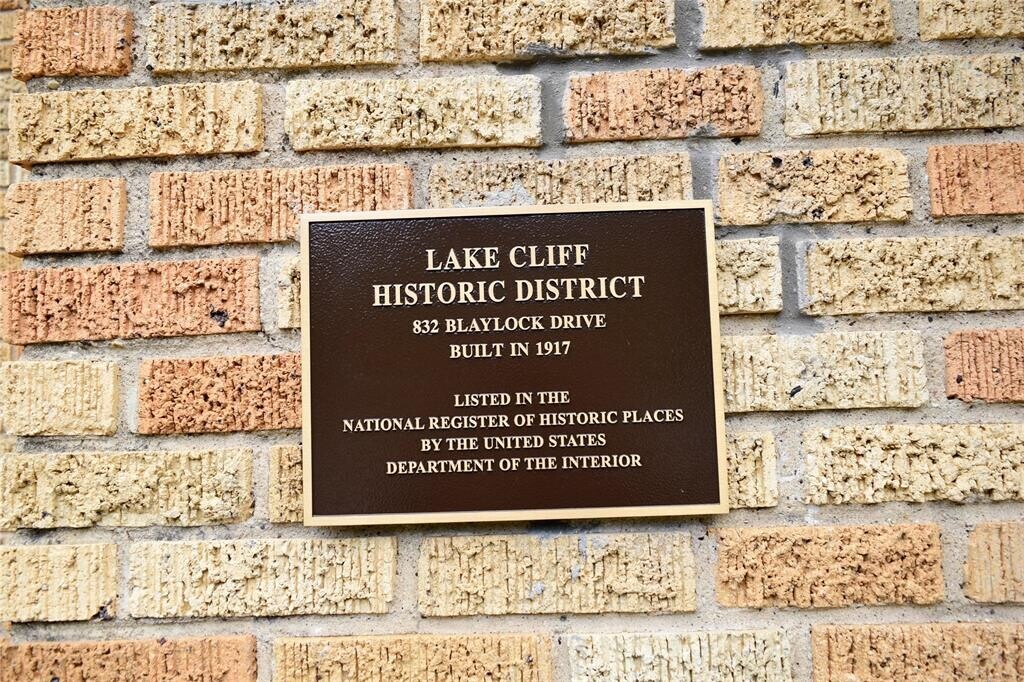 LAKE CLIFF
HISTORIC DISTRICT
832 BLAYLOCK DRIVE
BUILT IN 1917
LISTED IN THE
NATIONAL REGISTER OF HISTORIC PLACES
BY THE UNITED STATES
DEPARTMENT OF THE INTERIOR